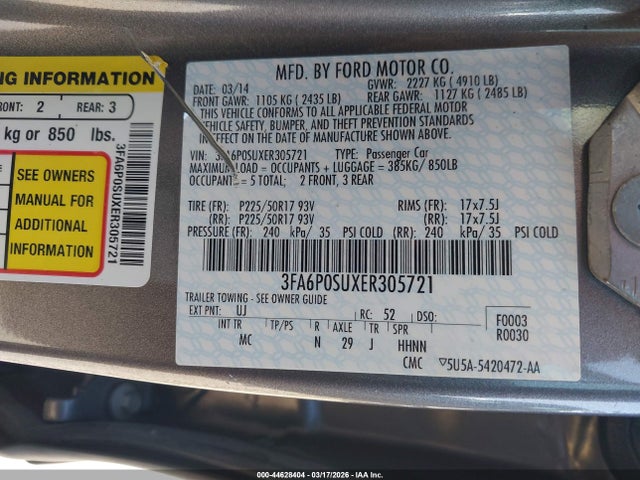 NG INFORMATION
FRONT: 2 REAR: 3
kg or 850 lbs.
SEE OWNERS
MANUAL FOR
ADDITIONAL
INFORMATION
3FA6P0SUXER305721
MFD. BY FORD MOTOR CO.
DATE: 03/14 GVWR: 2227 KG ( 4910 LB)
FRONT GAWR: 1105 KG ( 2435 LB) REAR GAWR: 1127 KG ( 2485 LB)
THIS VEHICLE CONFORMS TO ALL APPLICABLE FEDERAL MOTOR
VEHICLE SAFETY, BUMPER, AND THEFT PREVENTION STANDARDS
IN EFFECT ON THE DATE OF MANUFACTURE SHOWN ABOVE.
VIN: 3FA6P0SUXER305721 TYPE: Passenger Car
MAXIMUM LOAD = OCCUPANTS + LUGGAGE = 385KG/ 850LB
OCCUPANTS = 5 TOTAL; 2 FRONT, 3 REAR
TIRE (FR): P225/50R17 93V RIMS (FR): 17x7.5J
(RR): P225/50R17 93V (RR): 17x7.5J
PRESSURE (FR): 240 kPa/ 35 PSI COLD (RR): 240 kPa/ 35 PSI COLD
3FA6P0SUXER305721
TRAILER TOWING - SEE OWNER GUIDE
EXT PNT: UJ RC: 52 DSO: F0003
R0030
INT TR TP/PS R AXLE TR SPR
MC N 29 J HHNN
CMC ▽5U5A-5420472-AA
000-44628404 - 03/17/2026 - IAA Inc.